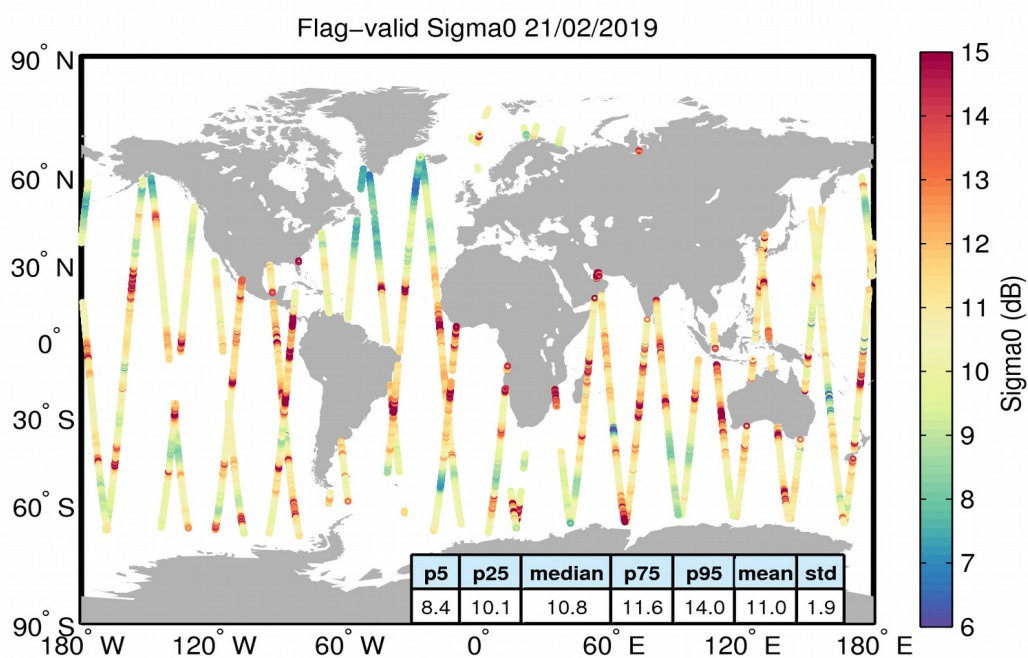 Flag-valid Sigma0 21/02/2019
90° N
60° N
30° N
0°
30° S
60° S
90° S
180° W
120° W
60° W
0°
60° E
120° E
180° E
15
14
13
12
11
10
9
8
7
6
Sigma0 (dB)
p5 p25 median p75 p95 mean std
8.4 10.1 10.8 11.6 14.0 11.0 1.9